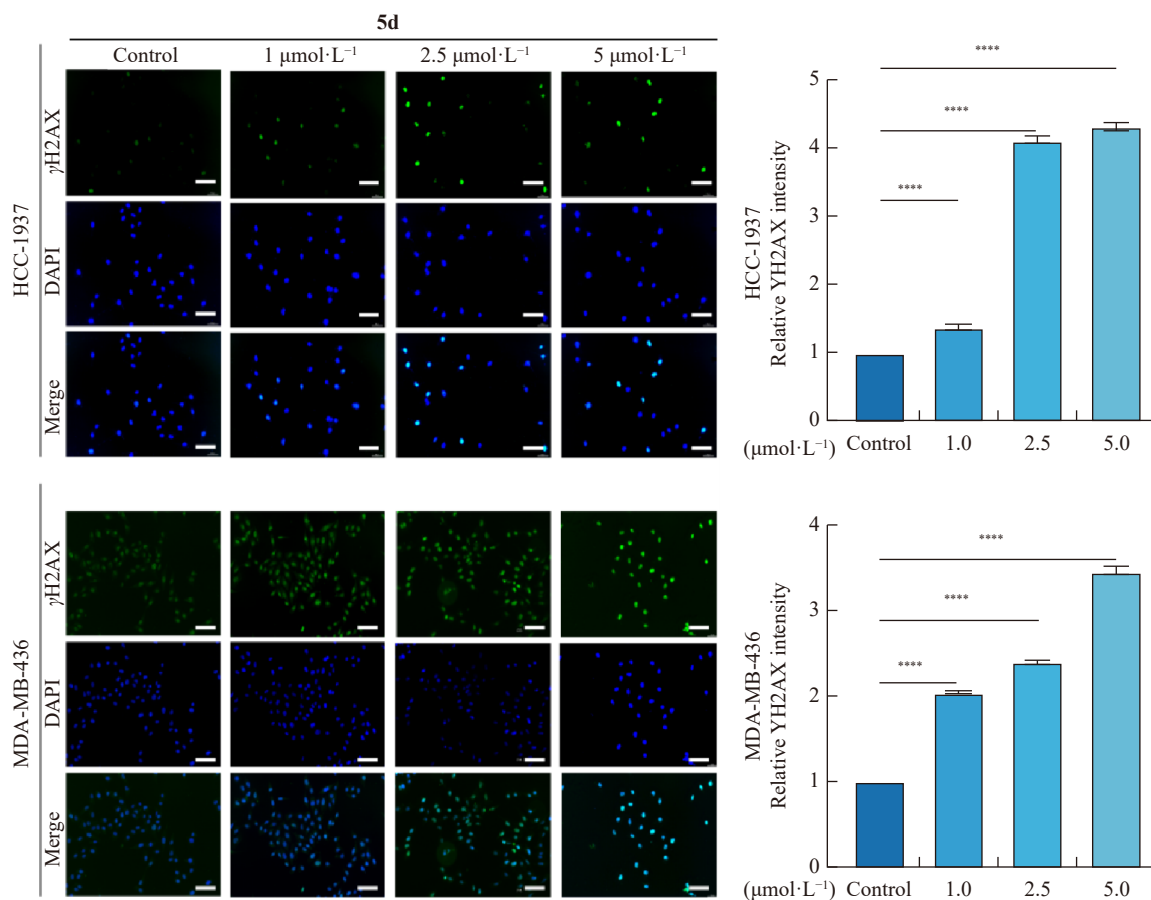 5d
Control 1 μmol·L⁻¹ 2.5 μmol·L⁻¹ 5 μmol·L⁻¹
HCC-1937
γH2AX
DAPI
Merge
HCC-1937
Relative YH2AX intensity
5
4
3
2
1
0
****
****
****
(μmol·L⁻¹) Control 1.0 2.5 5.0
MDA-MB-436
γH2AX
DAPI
Merge
MDA-MB-436
Relative YH2AX intensity
4
3
2
1
0
****
****
****
(μmol·L⁻¹) Control 1.0 2.5 5.0